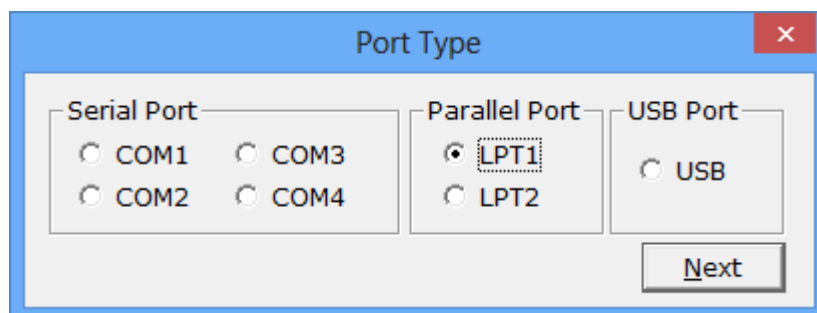 Port Type
Serial Port Parallel Port USB Port
COM1 COM3 LPT1 USB
COM2 COM4 LPT2
Next